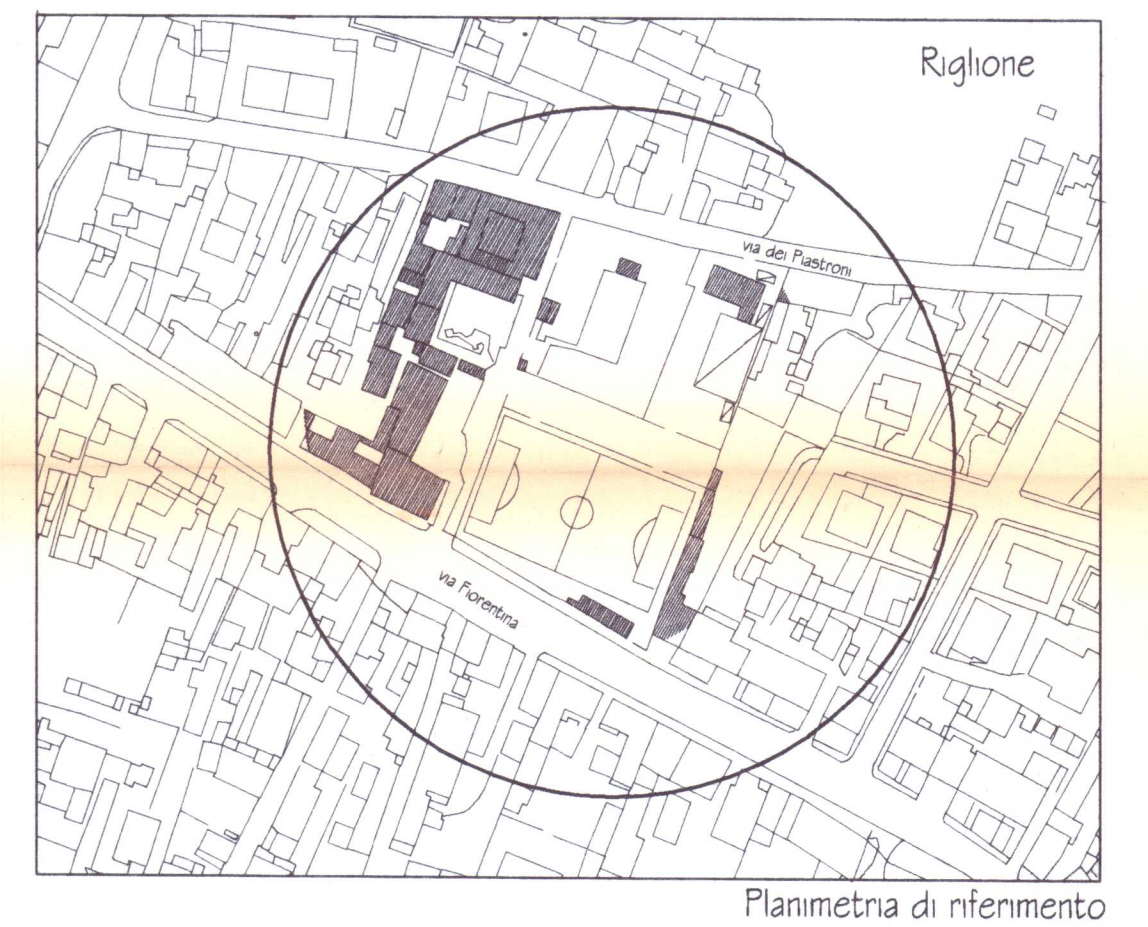 Riglione
via dei Piastroni
via Fiorentina
Planimetria di riferimento